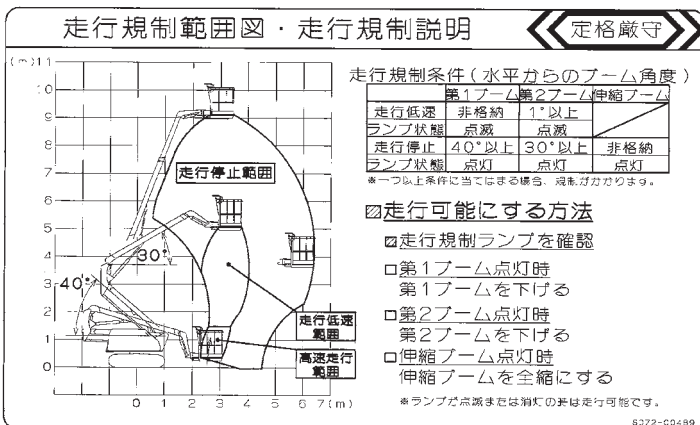 走行規制範囲図・走行規制説明
定格厳守
(m)11
10
9
8
7
6
5
4
3
2
1
0
0 1 2 3 4 5 6 7(m)
走行停止範囲
30°
40°
走行低速
範囲
高速走行
範囲
走行規制条件(水平からのブーム角度)
第1ブーム 第2ブーム 伸縮ブーム
走行低速 非格納 1°以上
ランプ状態 点滅 点滅
走行停止 40°以上 30°以上 非格納
ランプ状態 点灯 点灯 点灯
※一つ以上条件に当てはまる場合、規制がかかります。
走行可能にする方法
走行規制ランプを確認
第1ブーム点灯時
第1ブームを下げる
第2ブーム点灯時
第2ブームを下げる
伸縮ブーム点灯時
伸縮ブームを全縮にする
※ランプが点滅または消灯の時は走行可能です。
SJ72-C0489